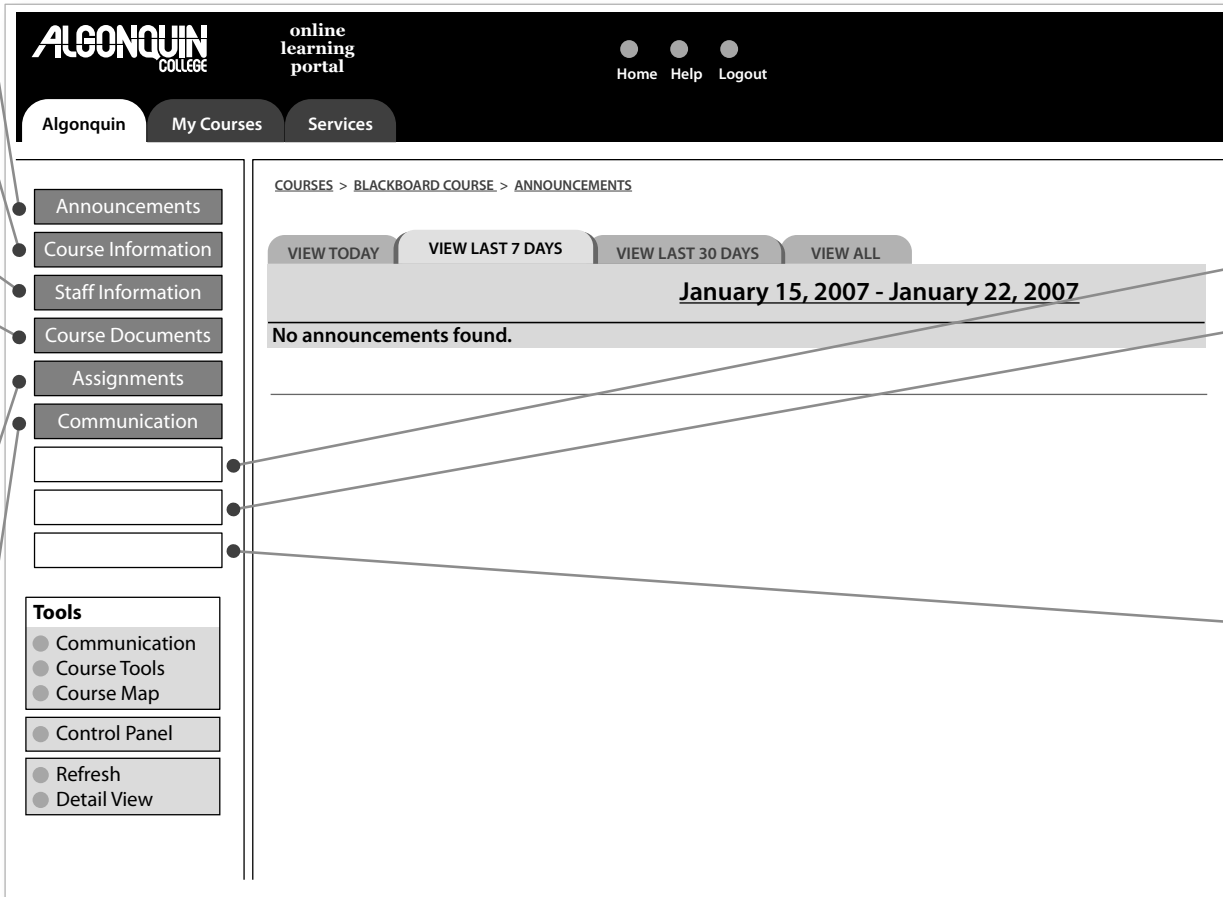 ALGONQUIN
COLLEGE
online
learning
portal
Home Help Logout
Algonquin My Courses Services
COURSES > BLACKBOARD COURSE > ANNOUNCEMENTS
Announcements
Course Information
Staff Information
Course Documents
Assignments
Communication
VIEW TODAY VIEW LAST 7 DAYS VIEW LAST 30 DAYS VIEW ALL
January 15, 2007 - January 22, 2007
No announcements found.
Tools
Communication
Course Tools
Course Map
Control Panel
Refresh
Detail View